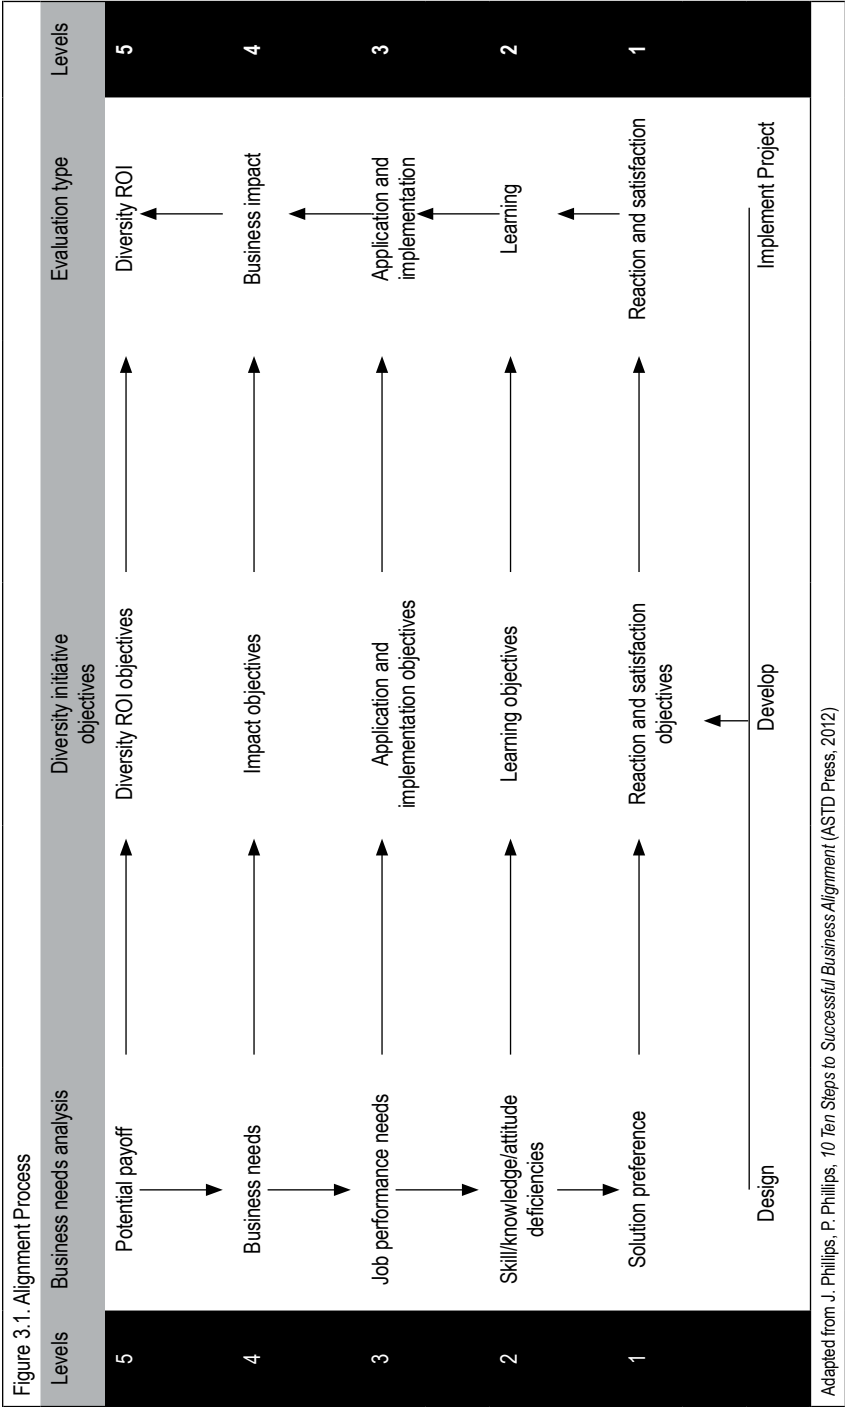 Figure 3.1. Alignment Process
Levels
Business needs analysis
Diversity initiative
objectives
Evaluation type
Levels
5
Potential payoff
Diversity ROI objectives
Diversity ROI
5
4
Business needs
Impact objectives
Business impact
4
3
Job performance needs
Application and
implementation objectives
Application and
implementation
3
2
Skill/knowledge/attitude
deficiencies
Learning objectives
Learning
2
1
Solution preference
Reaction and satisfaction
objectives
Reaction and satisfaction
1
Design
Develop
Implement Project
Adapted from J. Phillips, P. Phillips, 10 Ten Steps to Successful Business Alignment (ASTD Press, 2012)